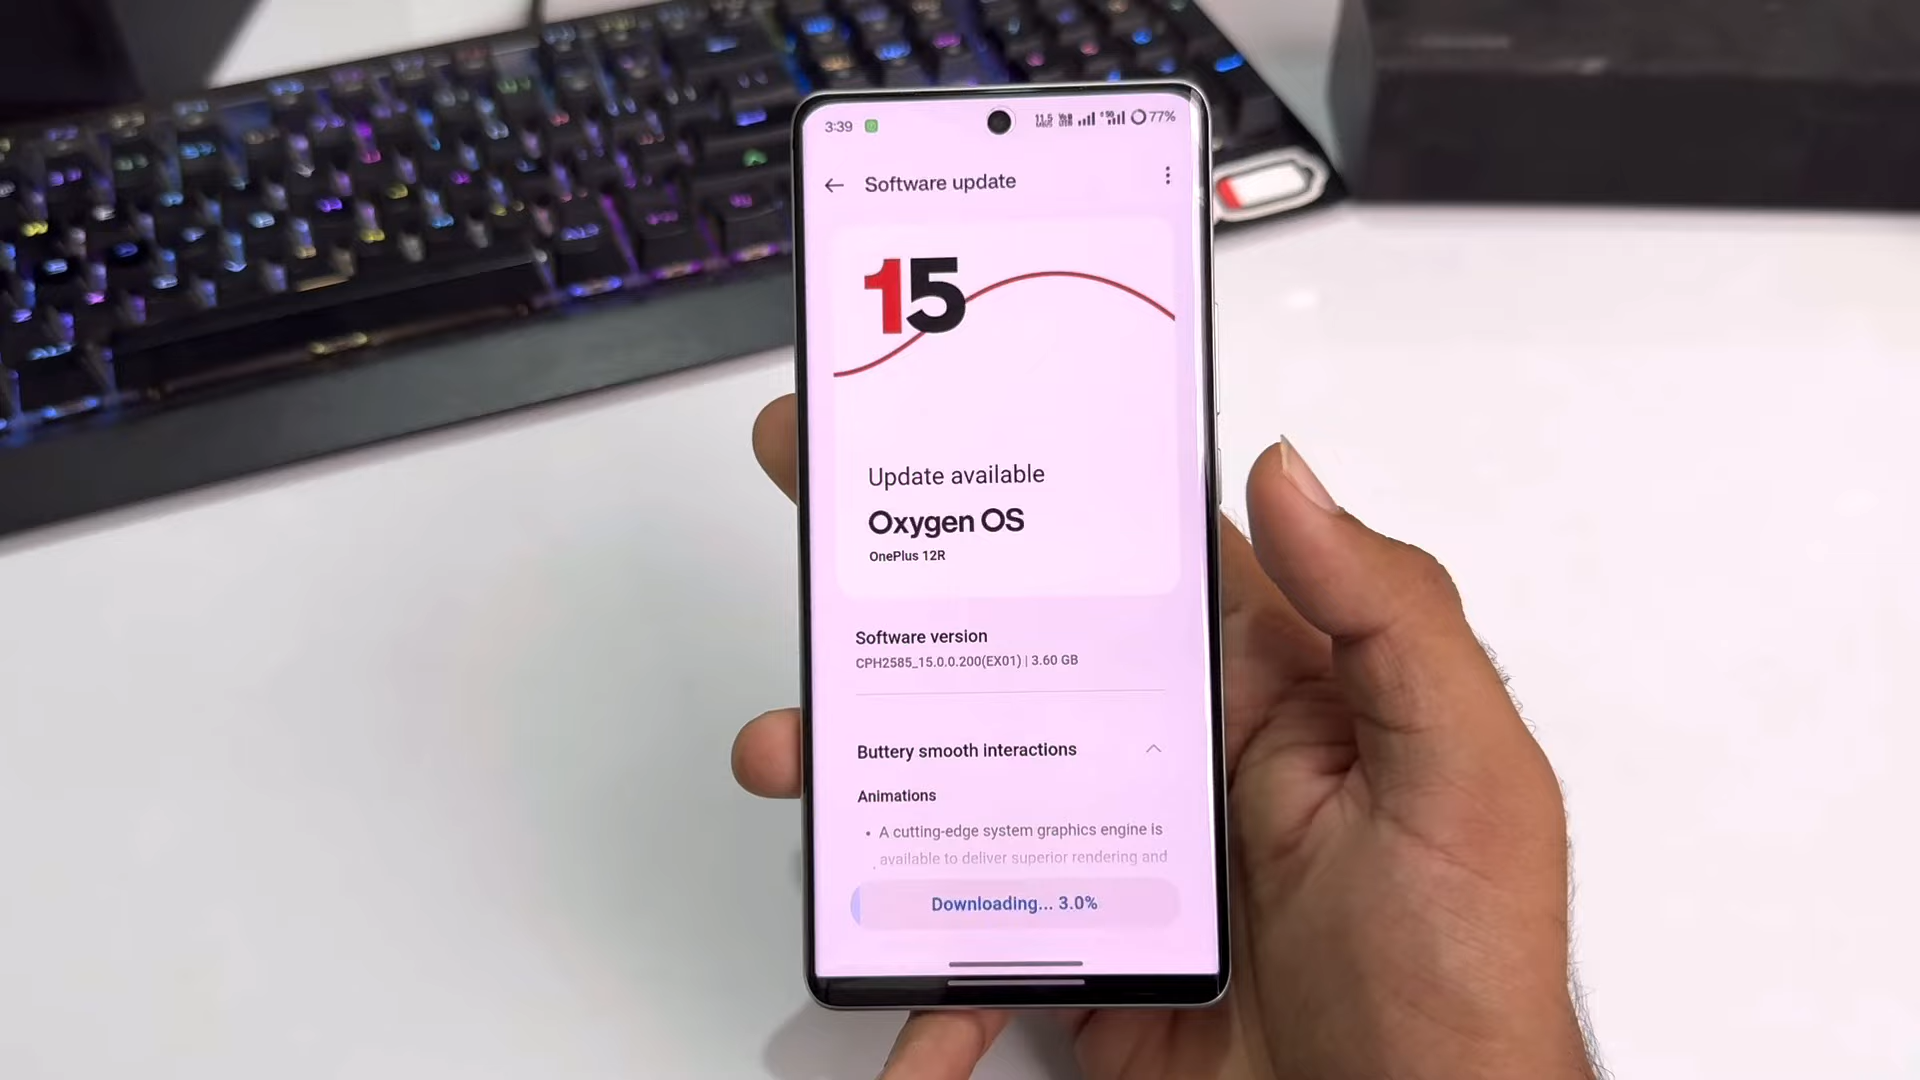 3:39
11.5
77%
Software update
15
Update available
Oxygen OS
OnePlus 12R
Software version
CPH2585_15.0.0.200(EX01) | 3.60 GB
Buttery smooth interactions
Animations
• A cutting-edge system graphics engine is
available to deliver superior rendering and
Downloading... 3.0%